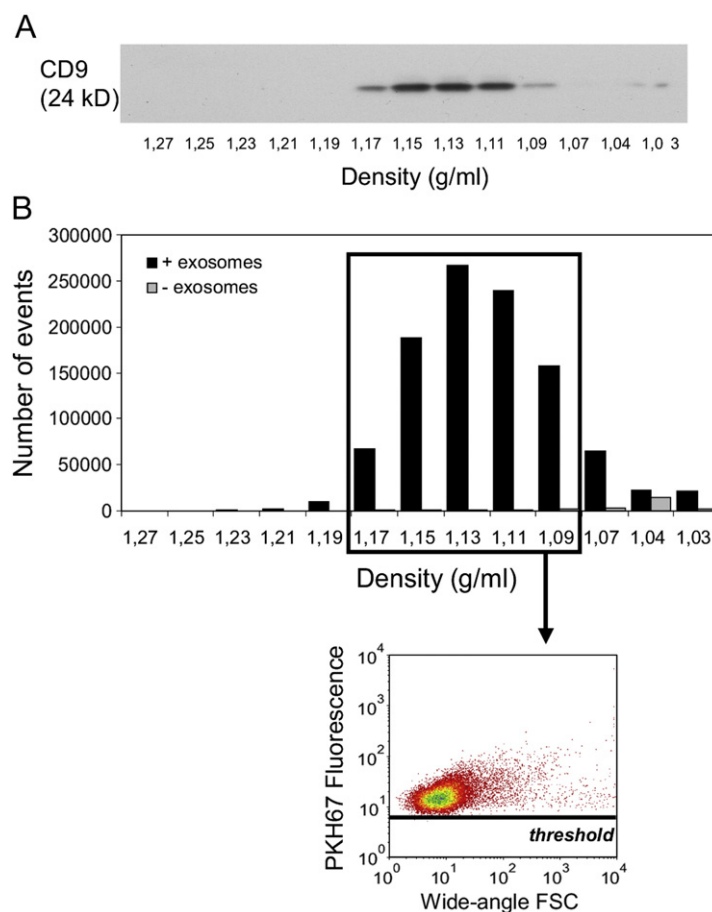 A
CD9
(24 kD)
1,27 1,25 1,23 1,21 1,19 1,17 1,15 1,13 1,11 1,09 1,07 1,04 1,0 3
Density (g/ml)
B
300000
250000
200000
150000
100000
50000
0
Number of events
+ exosomes
- exosomes
1,27 1,25 1,23 1,21 1,19 1,17 1,15 1,13 1,11 1,09 1,07 1,04 1,03
Density (g/ml)
PKH67 Fluorescence
10⁴
10³
10²
10¹
10⁰
threshold
10⁰ 10¹ 10² 10³ 10⁴
Wide-angle FSC